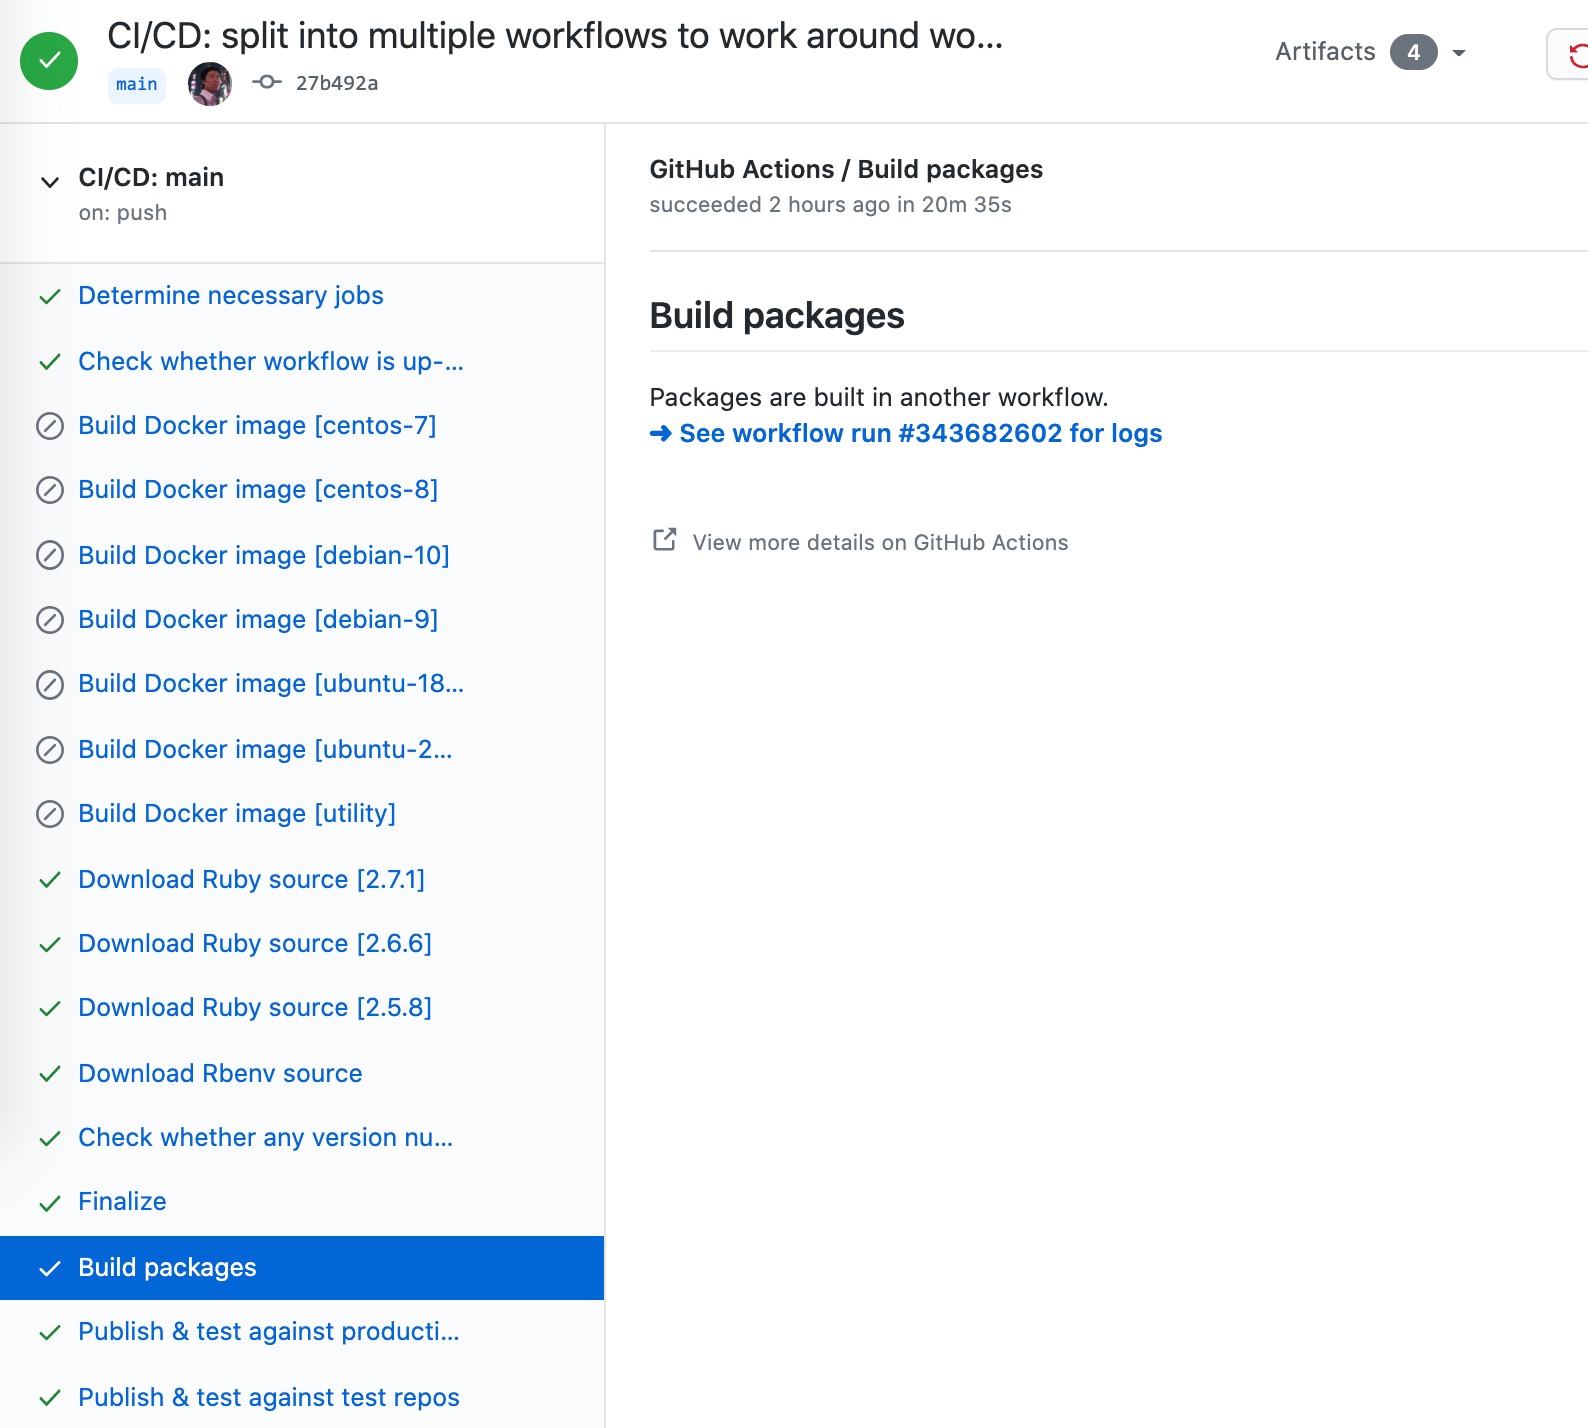 CI/CD: split into multiple workflows to work around wo...
main 27b492a
Artifacts 4
CI/CD: main
on: push
Determine necessary jobs
Check whether workflow is up-...
Build Docker image [centos-7]
Build Docker image [centos-8]
Build Docker image [debian-10]
Build Docker image [debian-9]
Build Docker image [ubuntu-18...
Build Docker image [ubuntu-2...
Build Docker image [utility]
Download Ruby source [2.7.1]
Download Ruby source [2.6.6]
Download Ruby source [2.5.8]
Download Rbenv source
Check whether any version nu...
Finalize
Build packages
Publish & test against producti...
Publish & test against test repos
GitHub Actions / Build packages
succeeded 2 hours ago in 20m 35s
Build packages
Packages are built in another workflow.
➜ See workflow run #343682602 for logs
View more details on GitHub Actions